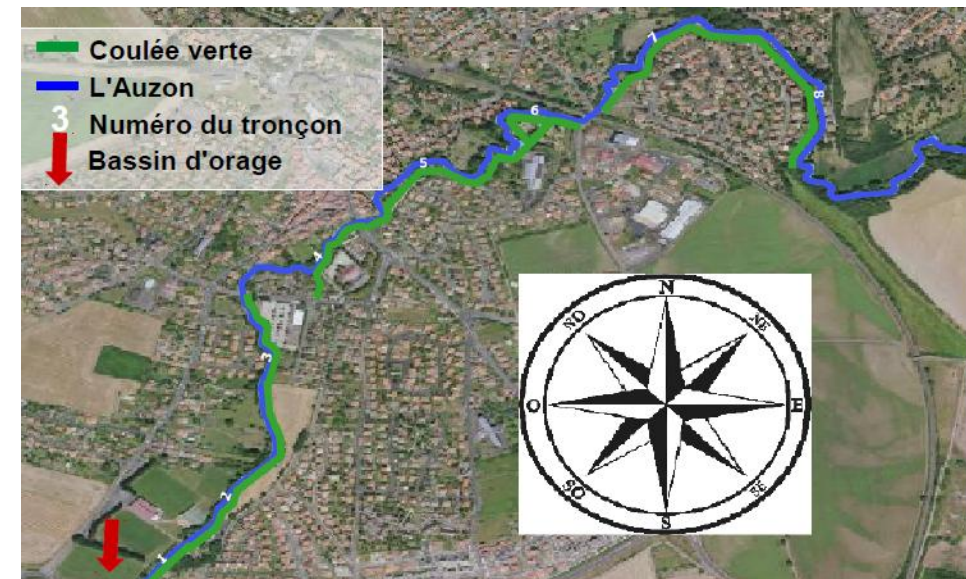 Coulée verte
L'Auzon
3 Numéro du tronçon
Bassin d'orage
7
8
6
5
4
3
2
1
N
NO
NE
O
E
SO
SE
S